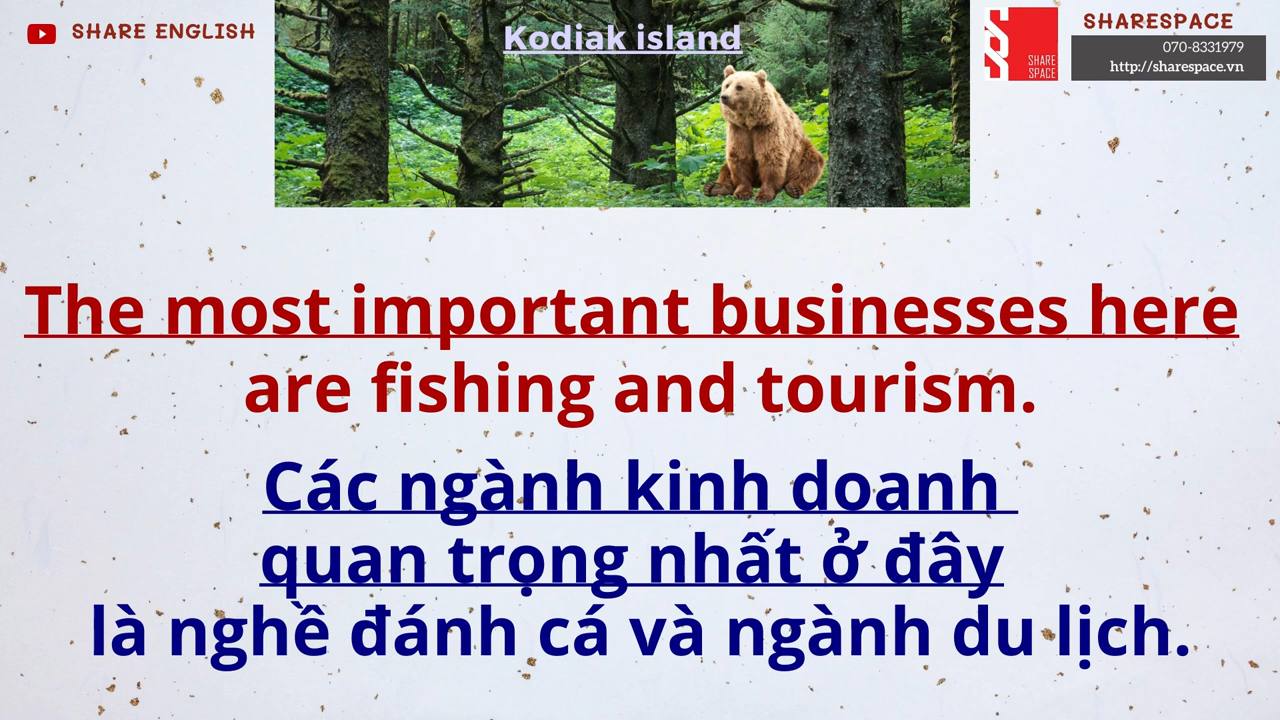 SHARE ENGLISH
Kodiak island
SHARE
SPACE
SHARESPACE
070-8331979
http://sharespace.vn
The most important businesses here
are fishing and tourism.
Các ngành kinh doanh
quan trọng nhất ở đây
là nghề đánh cá và ngành du lịch.